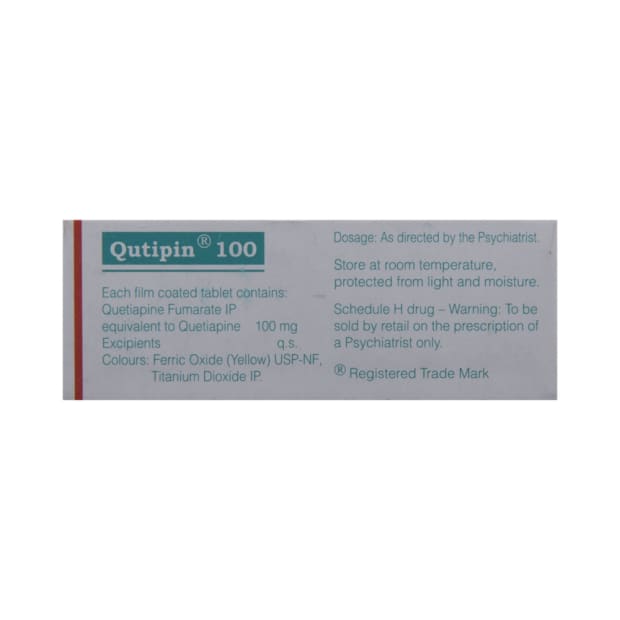 Qutipin® 100
Each film coated tablet contains:
Quetiapine Fumarate IP
equivalent to Quetiapine 100 mg
Excipients q.s.
Colours: Ferric Oxide (Yellow) USP-NF,
Titanium Dioxide IP.
Dosage: As directed by the Psychiatrist.
Store at room temperature,
protected from light and moisture.
Schedule H drug – Warning: To be
sold by retail on the prescription of
a Psychiatrist only.
® Registered Trade Mark